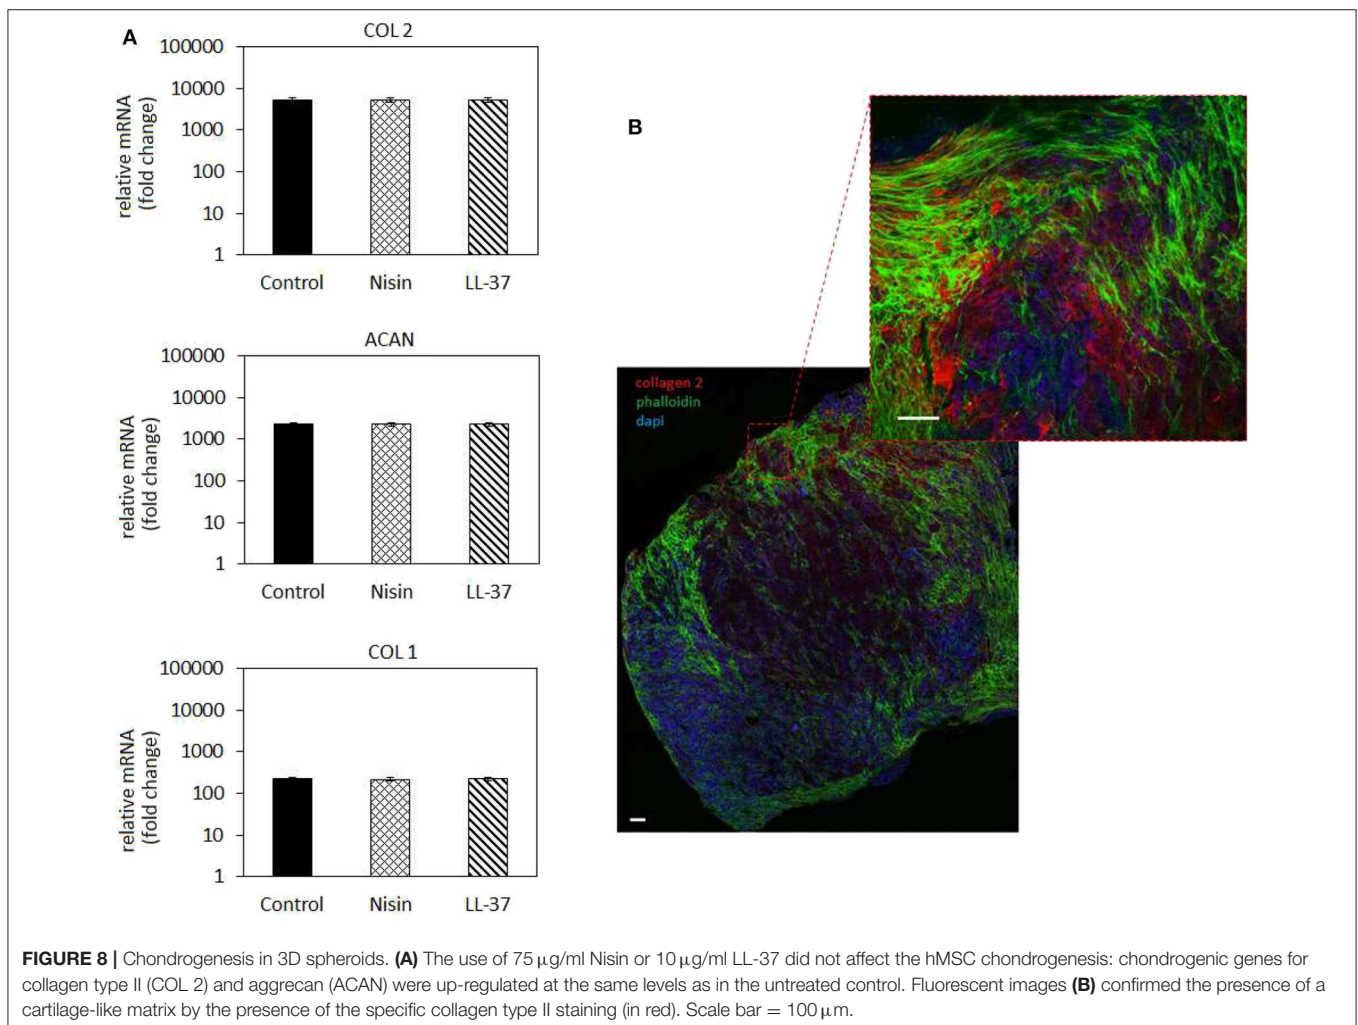 A
COL 2
100000
10000
1000
100
10
1
relative mRNA
(fold change)
Control Nisin LL-37
ACAN
100000
10000
1000
100
10
1
relative mRNA
(fold change)
Control Nisin LL-37
COL 1
100000
10000
1000
100
10
1
relative mRNA
(fold change)
Control Nisin LL-37
B
collagen 2
phalloidin
dapi
FIGURE 8 | Chondrogenesis in 3D spheroids. (A) The use of 75 μg/ml Nisin or 10 μg/ml LL-37 did not affect the hMSC chondrogenesis: chondrogenic genes for
collagen type II (COL 2) and aggrecan (ACAN) were up-regulated at the same levels as in the untreated control. Fluorescent images (B) confirmed the presence of a
cartilage-like matrix by the presence of the specific collagen type II staining (in red). Scale bar = 100 μm.